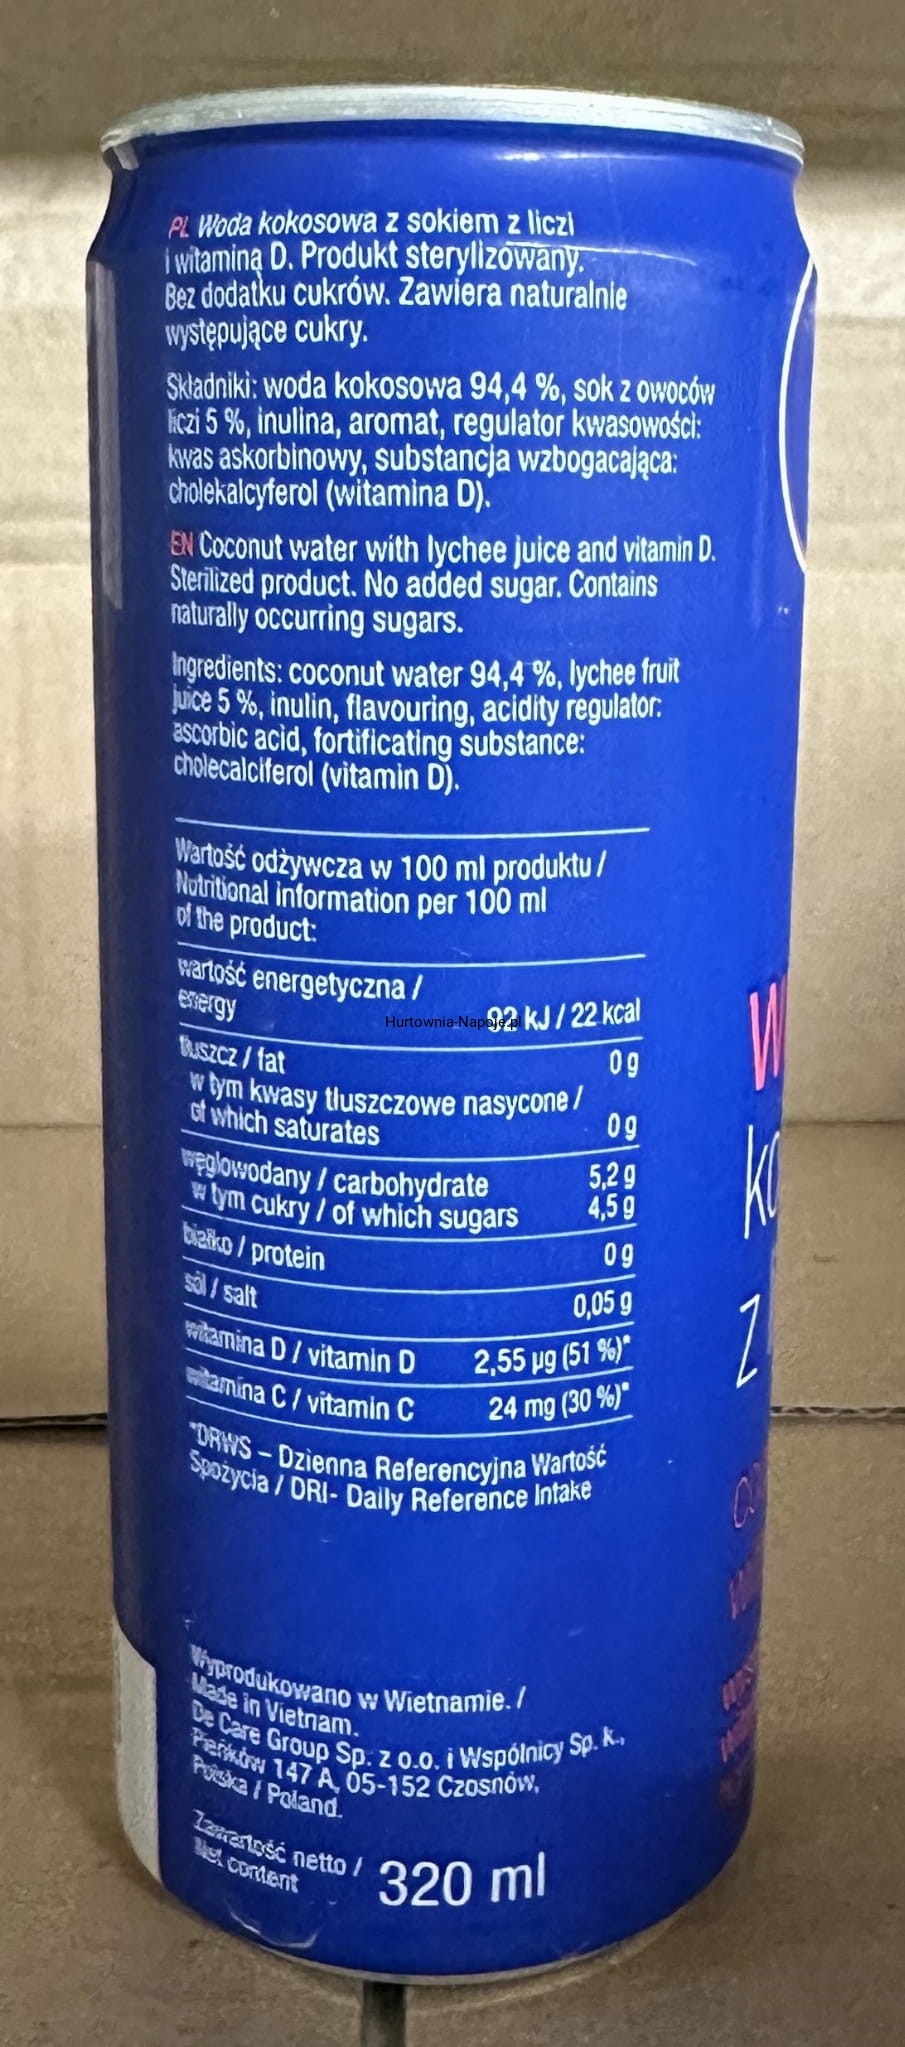 PL Woda kokosowa z sokiem z liczi
i witaminą D. Produkt sterylizowany.
Bez dodatku cukrów. Zawiera naturalnie
występujące cukry.
Składniki: woda kokosowa 94,4 %, sok z owoców
liczi 5 %, inulina, aromat, regulator kwasowości:
kwas askorbinowy, substancja wzbogacająca:
cholekalcyferol (witamina D).
EN Coconut water with lychee juice and vitamin D.
Sterilized product. No added sugar. Contains
naturally occurring sugars.
Ingredients: coconut water 94,4 %, lychee fruit
juice 5 %, inulin, flavouring, acidity regulator:
ascorbic acid, fortificating substance:
cholecalciferol (vitamin D).
Wartość odżywcza w 100 ml produktu /
Nutritional information per 100 ml
of the product:
wartość energetyczna /
energy 92 kJ / 22 kcal
Hurtownia-Napoje.pl
tłuszcz / fat 0 g
w tym kwasy tłuszczowe nasycone /
of which saturates 0 g
węglowodany / carbohydrate 5,2 g
w tym cukry / of which sugars 4,5 g
białko / protein 0 g
sól / salt 0,05 g
witamina D / vitamin D 2,55 µg (51 %)*
witamina C / vitamin C 24 mg (30 %)*
*DRWS – Dzienna Referencyjna Wartość
Spożycia / DRI- Daily Reference Intake
Wyprodukowano w Wietnamie. /
Made in Vietnam.
De Care Group Sp. z o.o. i Wspólnicy Sp. k.,
Pieńków 147 A, 05-152 Czosnów,
Polska / Poland.
Zawartość netto /
Net content 320 ml